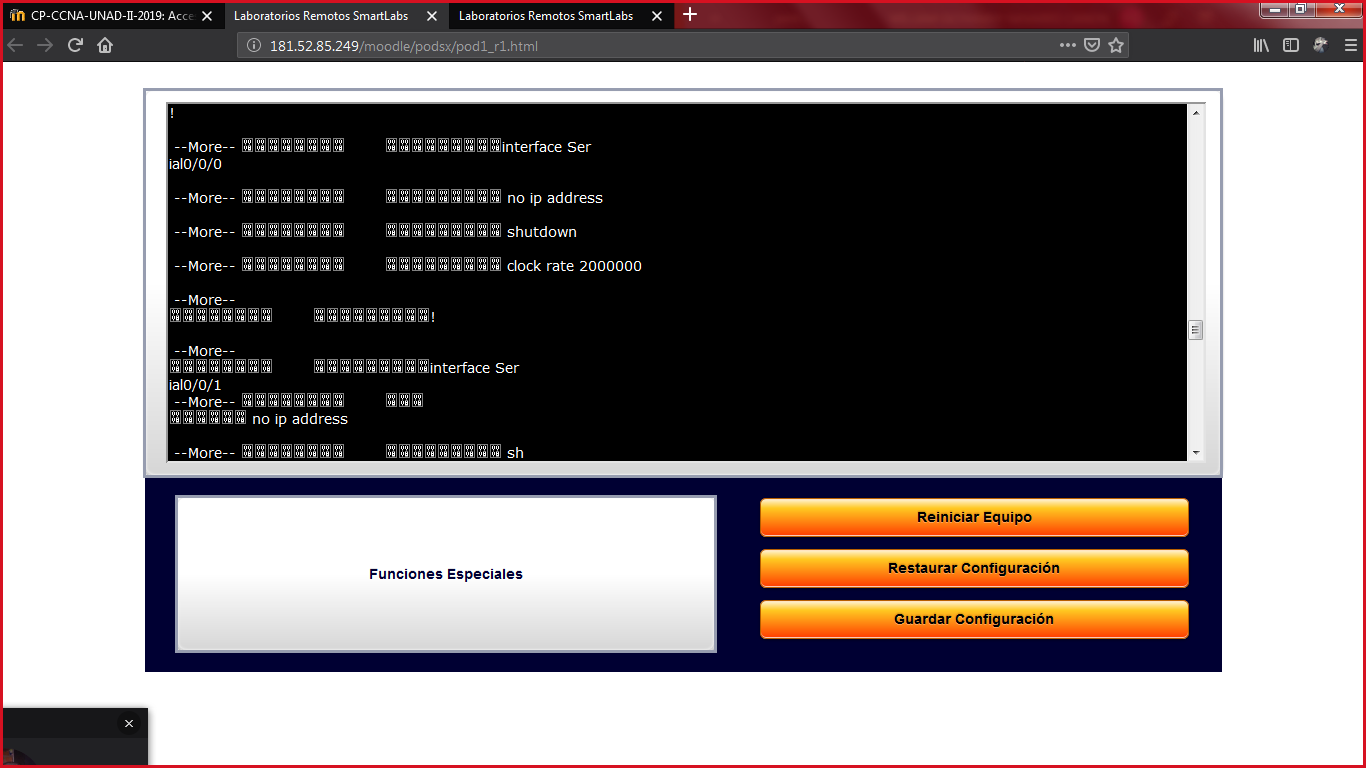 CP-CCNA-UNAD-II-2019: Acce
Laboratorios Remotos SmartLabs
Laboratorios Remotos SmartLabs
181.52.85.249/moodle/podsx/pod1_r1.html
!
--More-- interface Ser
ial0/0/0
--More-- no ip address
--More-- shutdown
--More-- clock rate 2000000
--More--
!
--More--
interface Ser
ial0/0/1
--More--
no ip address
--More-- sh
Funciones Especiales
Reiniciar Equipo
Restaurar Configuración
Guardar Configuración